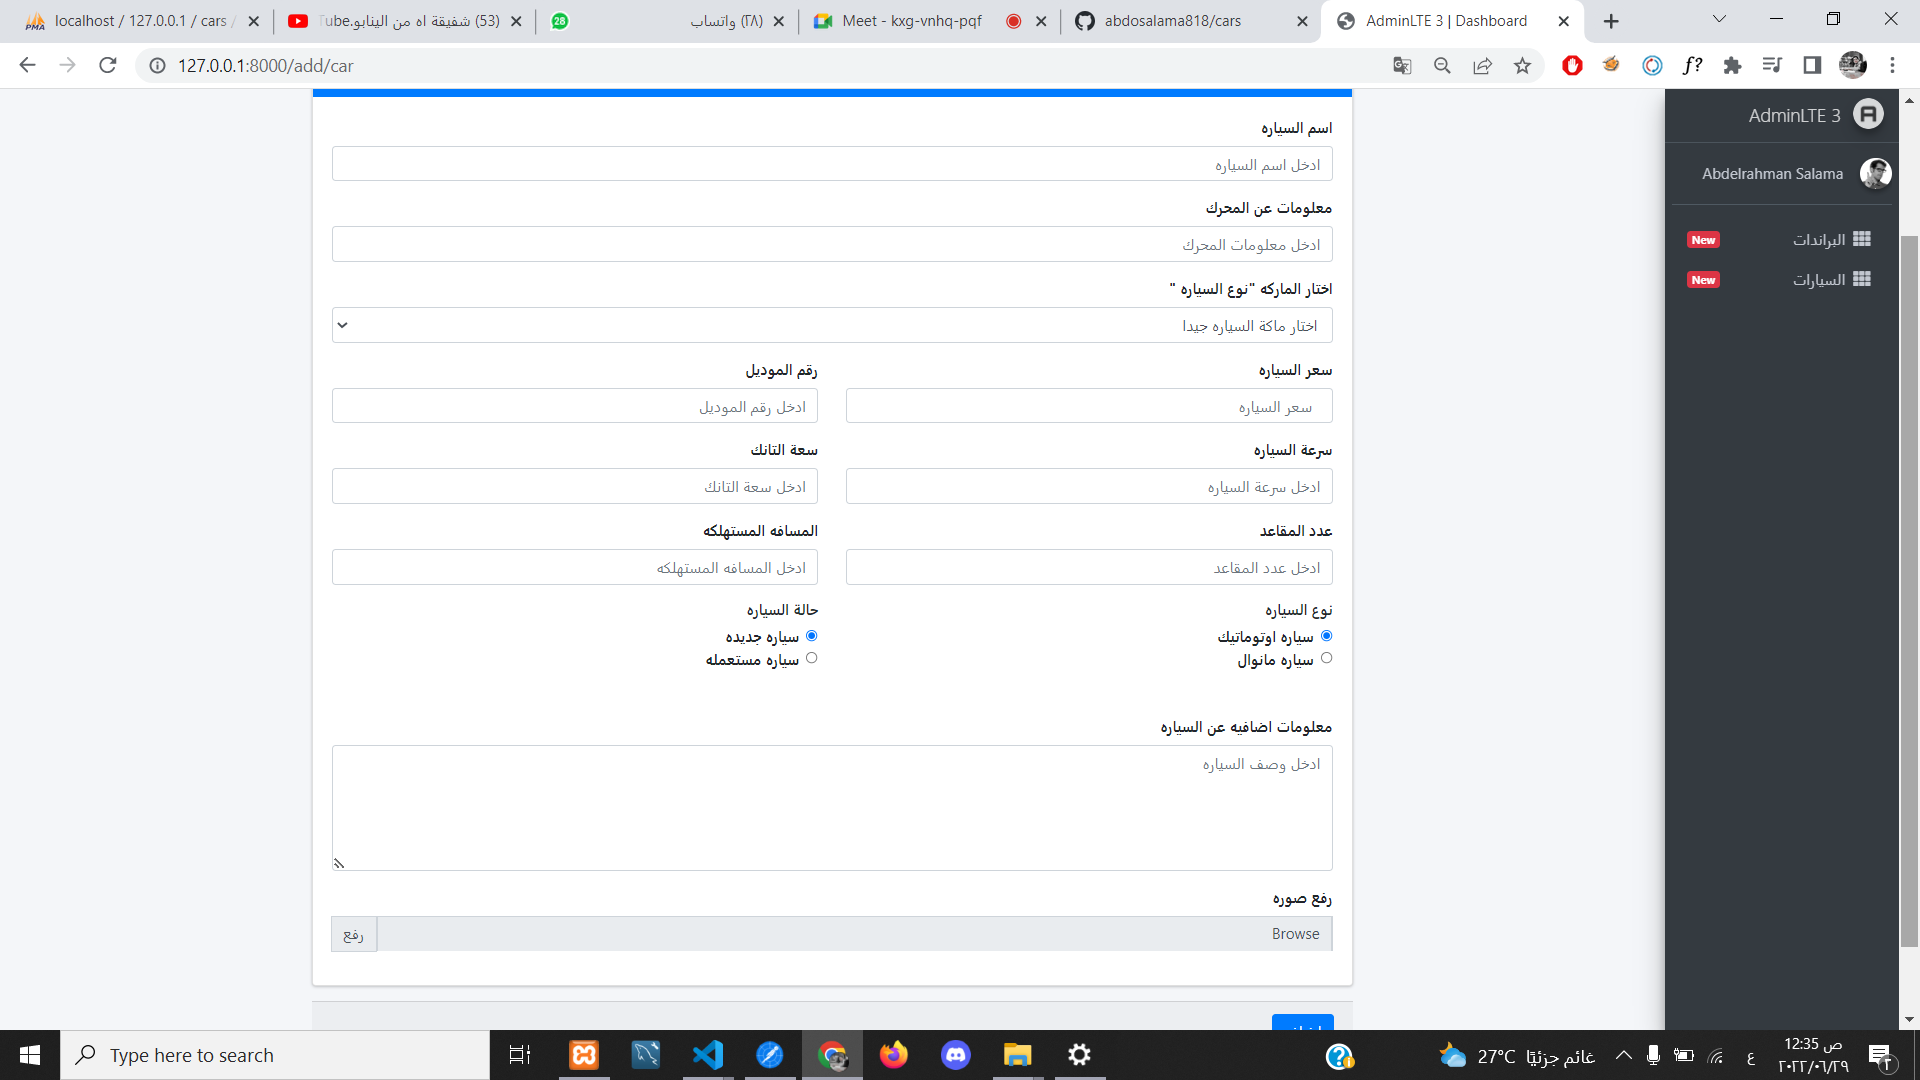 localhost / 127.0.0.1 / cars /
(53) شفيقة اه من الينابو.Tube
28
(٢٨) واتساب
Meet - kxg-vnhq-pqf
abdosalama818/cars
AdminLTE 3 | Dashboard
127.0.0.1:8000/add/car
f?
AdminLTE 3
Abdelrahman Salama
البراندات
New
السيارات
New
اسم السياره
ادخل اسم السياره
معلومات عن المحرك
ادخل معلومات المحرك
اختار الماركه "نوع السياره "
اختار ماكة السياره جيدا
سعر السياره
رقم الموديل
سعر السياره
ادخل رقم الموديل
سرعة السياره
سعة التانك
ادخل سرعة السياره
ادخل سعة التانك
عدد المقاعد
المسافه المستهلكه
ادخل عدد المقاعد
ادخل المسافه المستهلكه
نوع السياره
حالة السياره
سياره اوتوماتيك
سياره جديده
سياره مانوال
سياره مستعمله
معلومات اضافيه عن السياره
ادخل وصف السياره
رفع صوره
Browse
رفع
Type here to search
27°C غائم جزئيًا
ع
12:35 ص
٢٠٢٢/٠٦/٢٩
٢